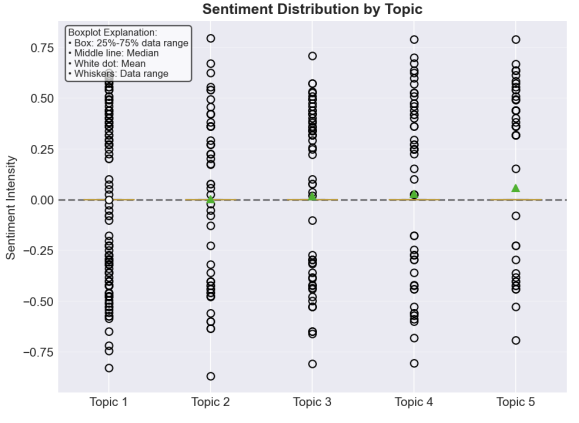 Sentiment Distribution by Topic
Boxplot Explanation:
• Box: 25%-75% data range
• Middle line: Median
• White dot: Mean
• Whiskers: Data range
Sentiment Intensity
0.75
0.50
0.25
0.00
−0.25
−0.50
−0.75
Topic 1 Topic 2 Topic 3 Topic 4 Topic 5